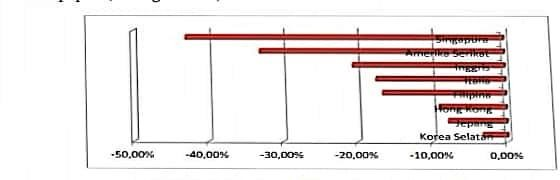 Singapura
Amerika Serikat
Inggris
Italia
Filipina
Hong Kong
Jepang
Korea Selatan
-50,00% -40,00% -30,00% -20,00% -10,00% 0,00%